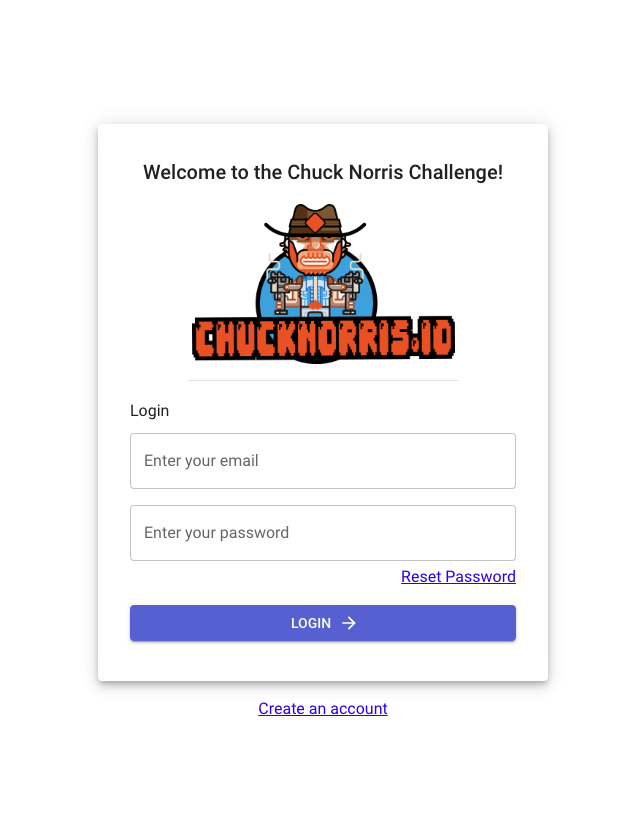 Welcome to the Chuck Norris Challenge!
CHUCKNORRIS.IO
Login
Enter your email
Enter your password
Reset Password
LOGIN
Create an account